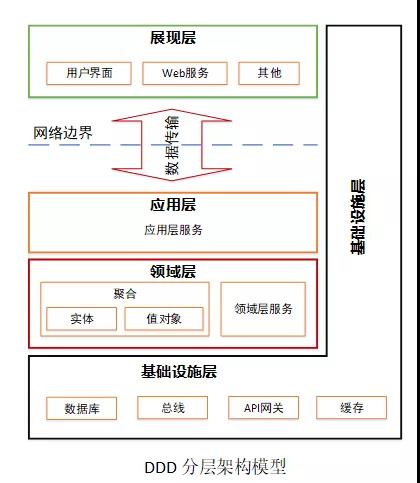 展现层
用户界面
Web服务
其他
网络边界
数据传输
应用层
应用层服务
领域层
聚合
实体
值对象
领域层服务
基础设施层
基础设施层
数据库
总线
API网关
缓存
DDD 分层架构模型